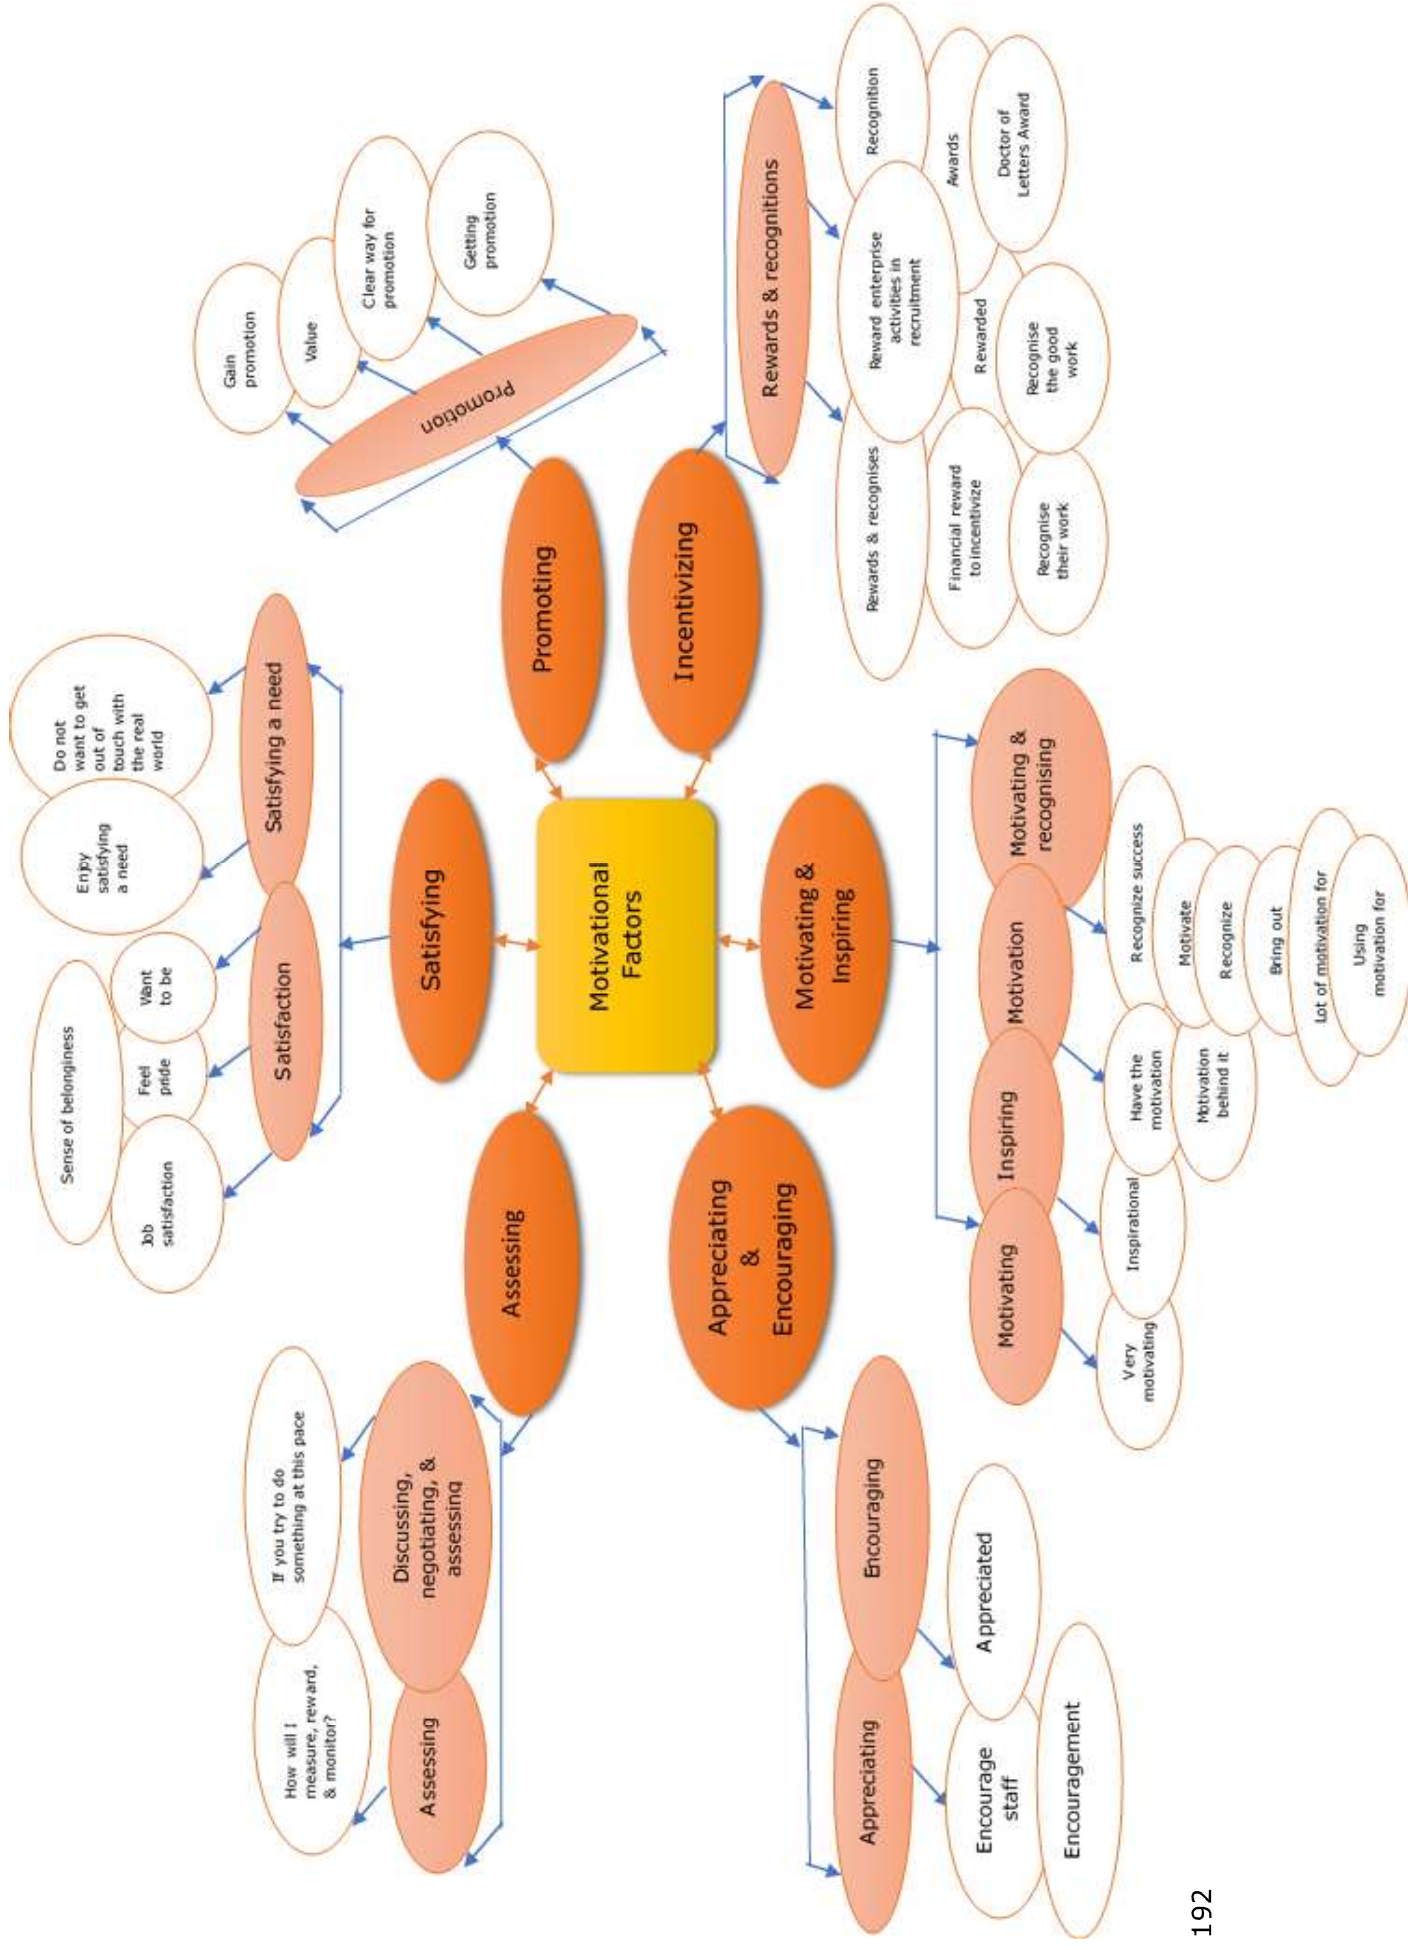 How will I
measure, reward,
& monitor?
If you try to do
something at this pace
Assessing
Discussing,
negotiating, &
assessing
Assessing
Sense of belonginess
Job
satisfaction
Feel
pride
Want
to be
Enjoy
satisfying
a need
Do not
want to get
out of
touch with
the real
world
Satisfaction
Satisfying a need
Satisfying
Gain
promotion
Value
Clear way for
promotion
Getting
promotion
Promotion
Promoting
Motivational
Factors
Appreciating
&
Encouraging
Appreciating
Encouraging
Encourage
staff
Appreciated
Encouragement
Motivating &
Inspiring
Motivating
Inspiring
Motivation
Motivating &
recognising
Very
motivating
Inspirational
Have the
motivation
Motivation
behind it
Recognize success
Motivate
Recognize
Bring out
Lot of motivation for
Using
motivation for
Incentivizing
Rewards & recognitions
Rewards & recognises
Reward enterprise
activities in
recruitment
Recognition
Financial reward
to incentivize
Rewarded
Awards
Recognise
their work
Recognise
the good
work
Doctor of
Letters Award
192